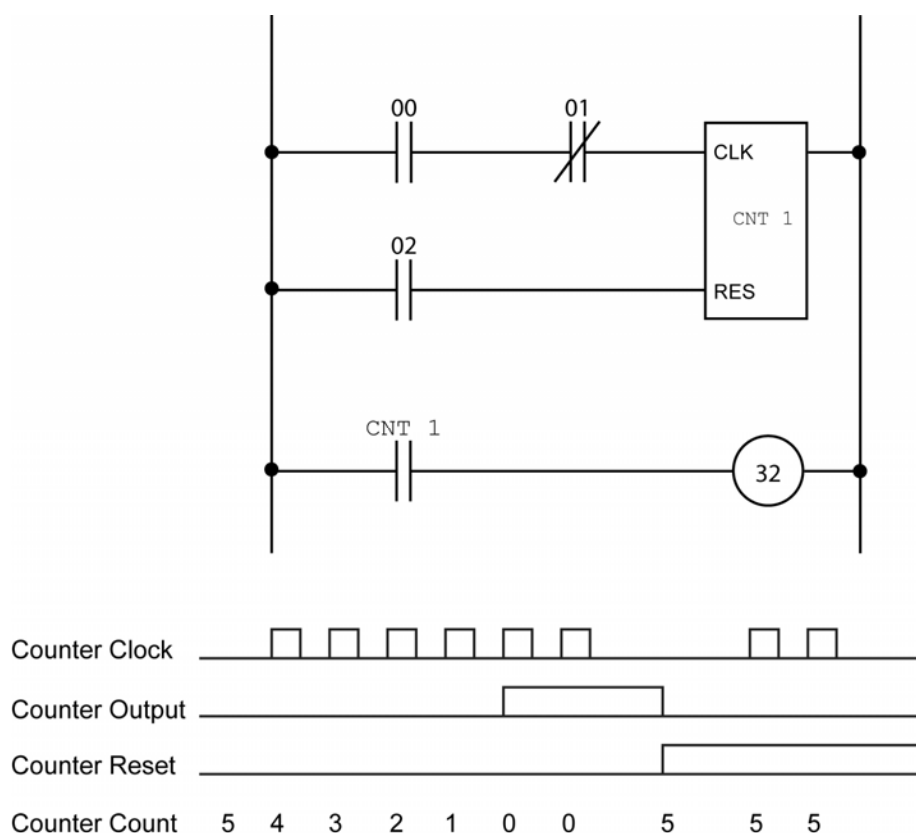 00 01
CLK
CNT 1
02
RES
CNT 1
32
Counter Clock
Counter Output
Counter Reset
Counter Count 5 4 3 2 1 0 0 5 5 5